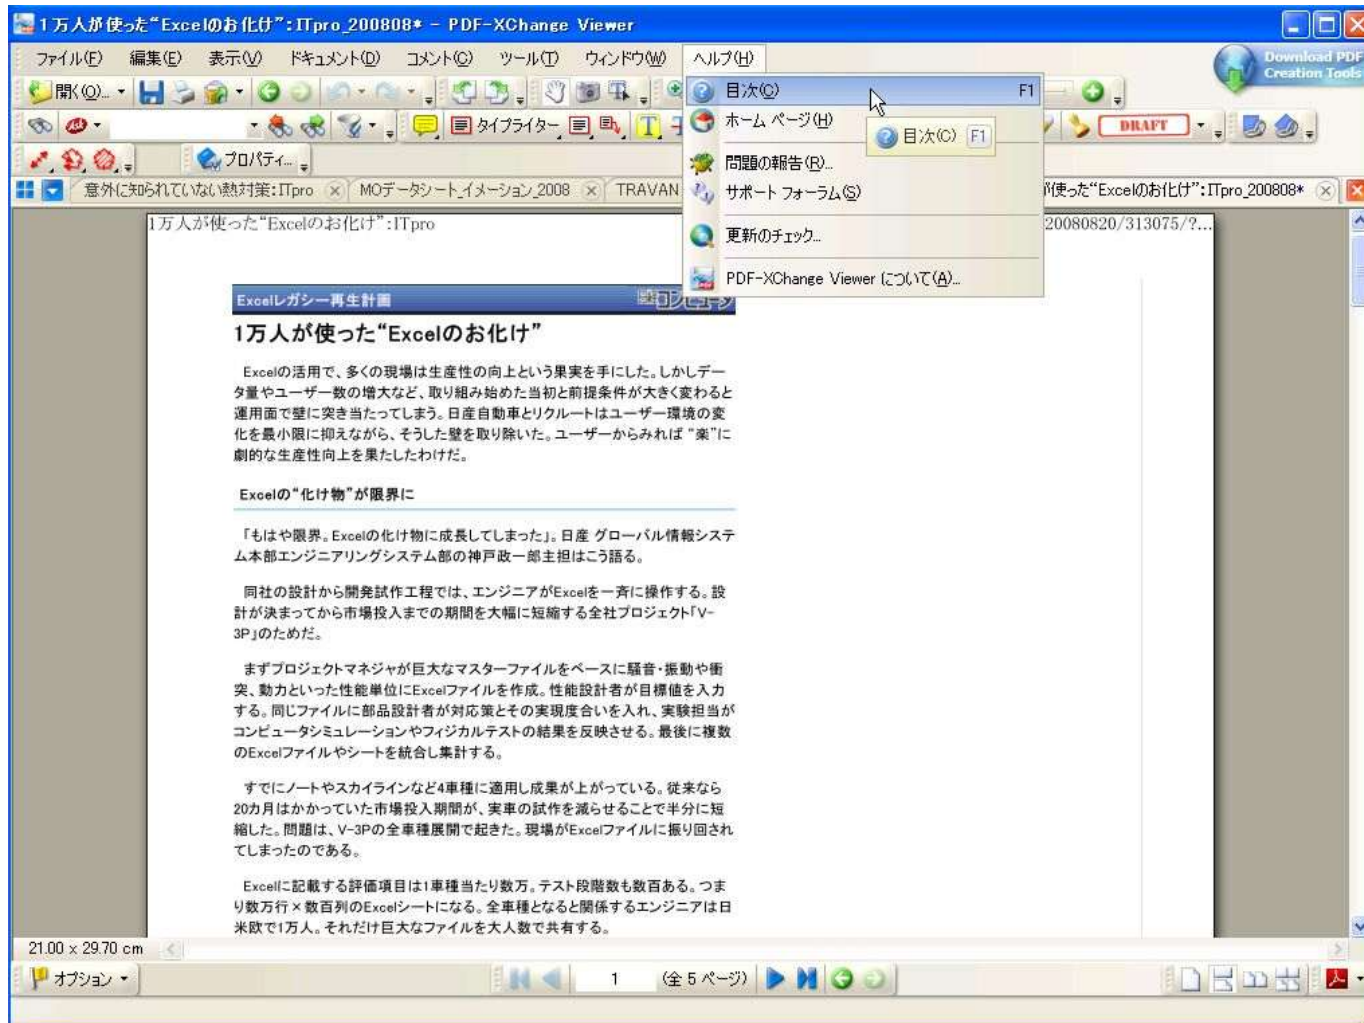 1万人が使った“Excelのお化け”:ITpro_200808* - PDF-XChange Viewer
ファイル(F) 編集(E) 表示(V) ドキュメント(D) コメント(C) ツール(T) ウィンドウ(W) ヘルプ(H)
Download PDF
Creation Tools
開く(O)...
目次(C) F1
ホーム ページ(H)
目次(C) F1
問題の報告(R)...
サポート フォーラム(S)
更新のチェック...
PDF-XChange Viewer について(A)...
タイプライター
DRAFT
プロパティ...
意外に知られていない熱対策:ITpro
MOデータシート_イメーション_2008
TRAVAN
使った“Excelのお化け”:ITpro_200808*
1万人が使った“Excelのお化け”:ITpro
20080820/313075/?...
Excelレガシー再生計画
コンピュータ
1万人が使った“Excelのお化け”
Excelの活用で、多くの現場は生産性の向上という果実を手にした。しかしデー
タ量やユーザー数の増大など、取り組み始めた当初と前提条件が大きく変わると
運用面で壁に突き当たってしまう。日産自動車とリクルートはユーザー環境の変
化を最小限に抑えながら、そうした壁を取り除いた。ユーザーからみれば “楽”に
劇的な生産性向上を果たしたわけだ。
Excelの“化け物”が限界に
「もはや限界。Excelの化け物に成長してしまった」。日産 グローバル情報システ
ム本部エンジニアリングシステム部の神戸政一郎主担はこう語る。
同社の設計から開発試作工程では、エンジニアがExcelを一斉に操作する。設
計が決まってから市場投入までの期間を大幅に短縮する全社プロジェクト「V-
3P」のためだ。
まずプロジェクトマネジャが巨大なマスターファイルをベースに騒音・振動や衝
突、動力といった性能単位にExcelファイルを作成。性能設計者が目標値を入力
する。同じファイルに部品設計者が対応策とその実現度合いを入れ、実験担当が
コンピュータシミュレーションやフィジカルテストの結果を反映させる。最後に複数
のExcelファイルやシートを統合し集計する。
すでにノートやスカイラインなど4車種に適用し成果が上がっている。従来なら
20カ月はかかっていた市場投入期間が、実車の試作を減らせることで半分に短
縮した。問題は、V-3Pの全車種展開で起きた。現場がExcelファイルに振り回され
てしまったのである。
Excelに記載する評価項目は1車種当たり数万。テスト段階数も数百ある。つま
り数万行×数百列のExcelシートになる。全車種となると関係するエンジニアは日
米欧で1万人。それだけ巨大なファイルを大人数で共有する。
21.00 x 29.70 cm
オプション
1 (全 5 ページ)